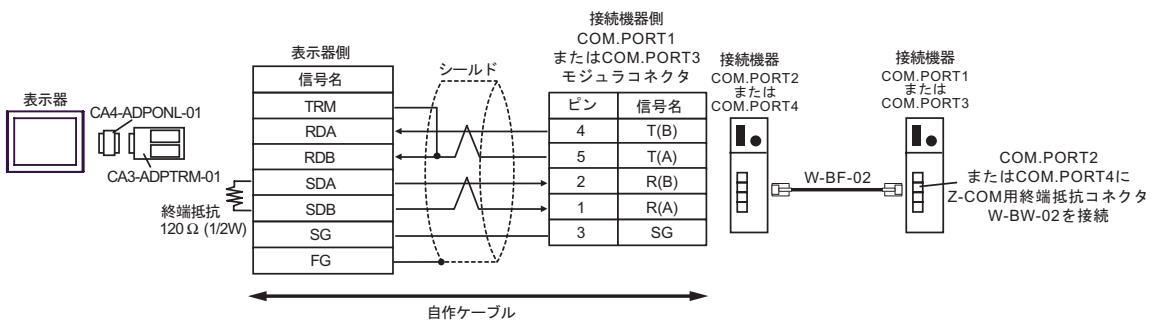 表示器
CA4-ADPONL-01
CA3-ADPTRM-01
表示器側
信号名
TRM
RDA
RDB
SDA
SDB
SG
FG
終端抵抗
120Ω (1/2W)
シールド
接続機器側
COM.PORT1
またはCOM.PORT3
モジュラコネクタ
ピン 信号名
4 T(B)
5 T(A)
2 R(B)
1 R(A)
3 SG
自作ケーブル
接続機器
COM.PORT2
または
COM.PORT4
W-BF-02
接続機器
COM.PORT1
または
COM.PORT3
COM.PORT2
またはCOM.PORT4に
Z-COM用終端抵抗コネクタ
W-BW-02を接続